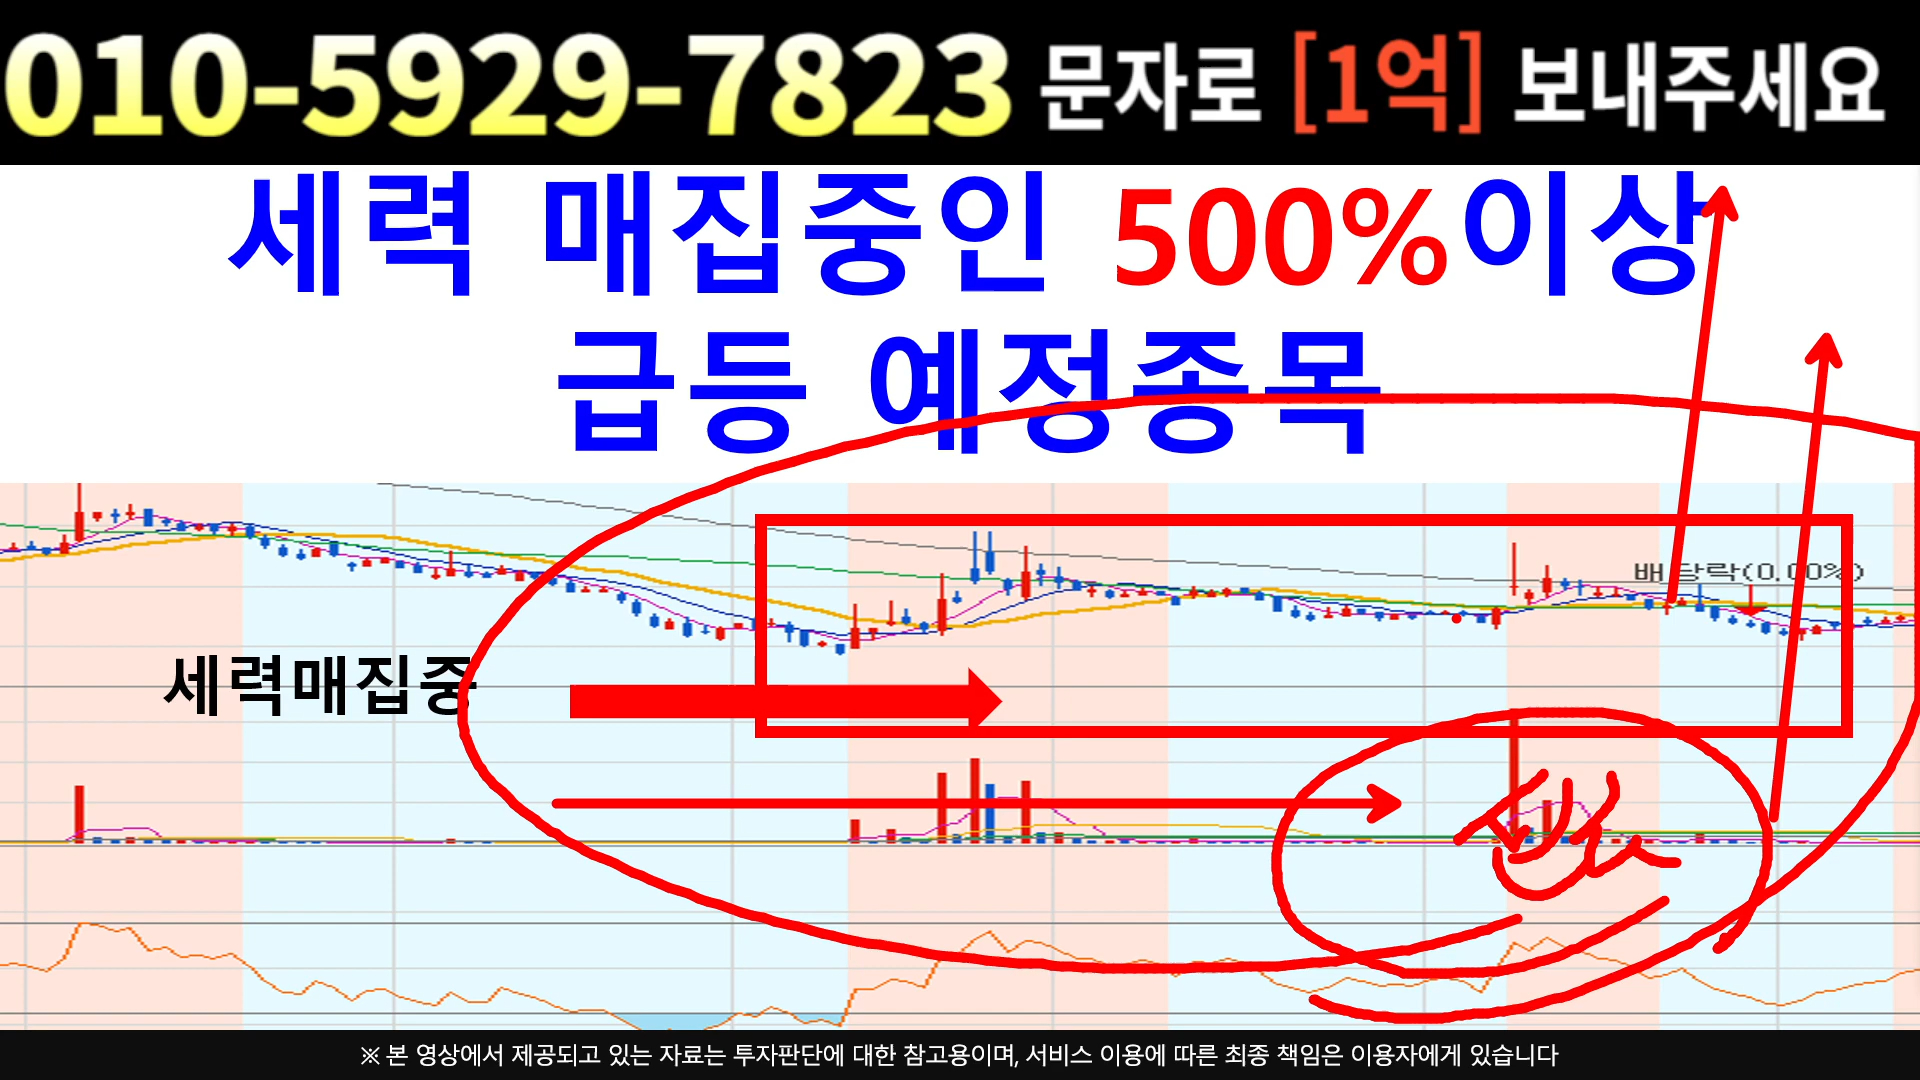 010-5929-7823 문자로 [1억] 보내주세요
세력 매집중인 500%이상
급등 예정종목
배당락(0.00%)
세력매집중
※ 본 영상에서 제공되고 있는 자료는 투자판단에 대한 참고용이며, 서비스 이용에 따른 최종 책임은 이용자에게 있습니다